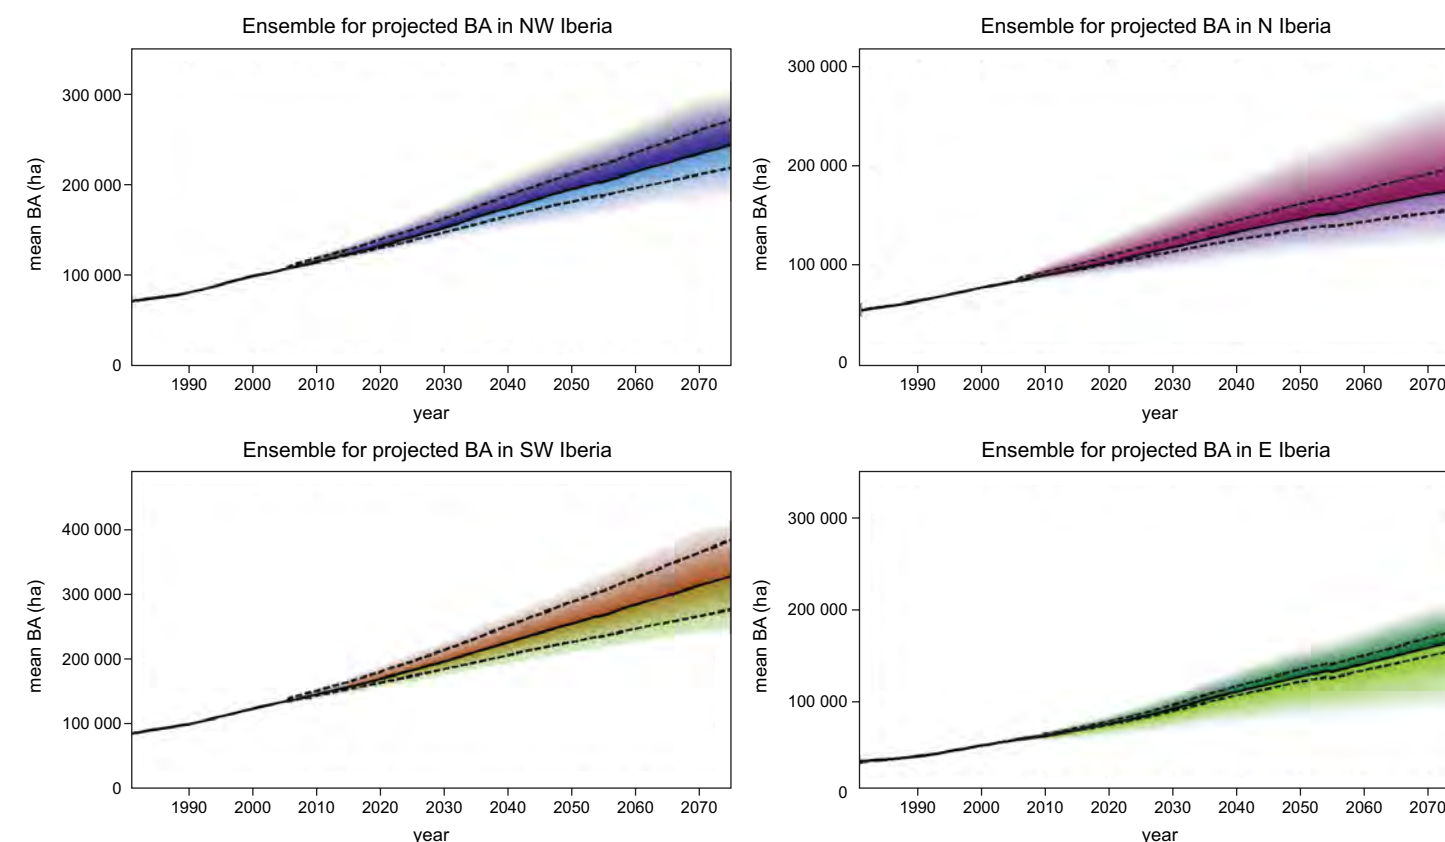 Ensemble for projected BA in NW Iberia
mean BA (ha)
300 000
200 000
100 000
0
1990 2000 2010 2020 2030 2040 2050 2060 2070
year
Ensemble for projected BA in N Iberia
mean BA (ha)
300 000
200 000
100 000
0
1990 2000 2010 2020 2030 2040 2050 2060 2070
year
Ensemble for projected BA in SW Iberia
mean BA (ha)
400 000
300 000
200 000
100 000
0
1990 2000 2010 2020 2030 2040 2050 2060 2070
year
Ensemble for projected BA in E Iberia
mean BA (ha)
300 000
200 000
100 000
0
1990 2000 2010 2020 2030 2040 2050 2060 2070
year